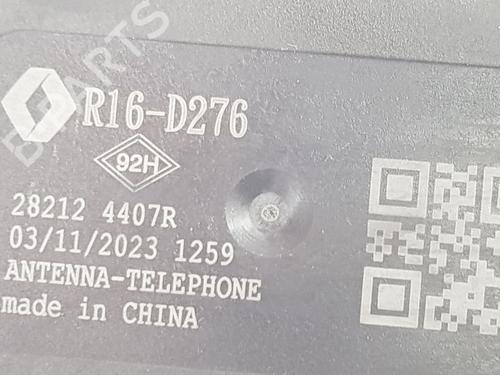 R16-D276
92H
28212 4407R
03/11/2023 1259
ANTENNA-TELEPHONE
made in CHINA